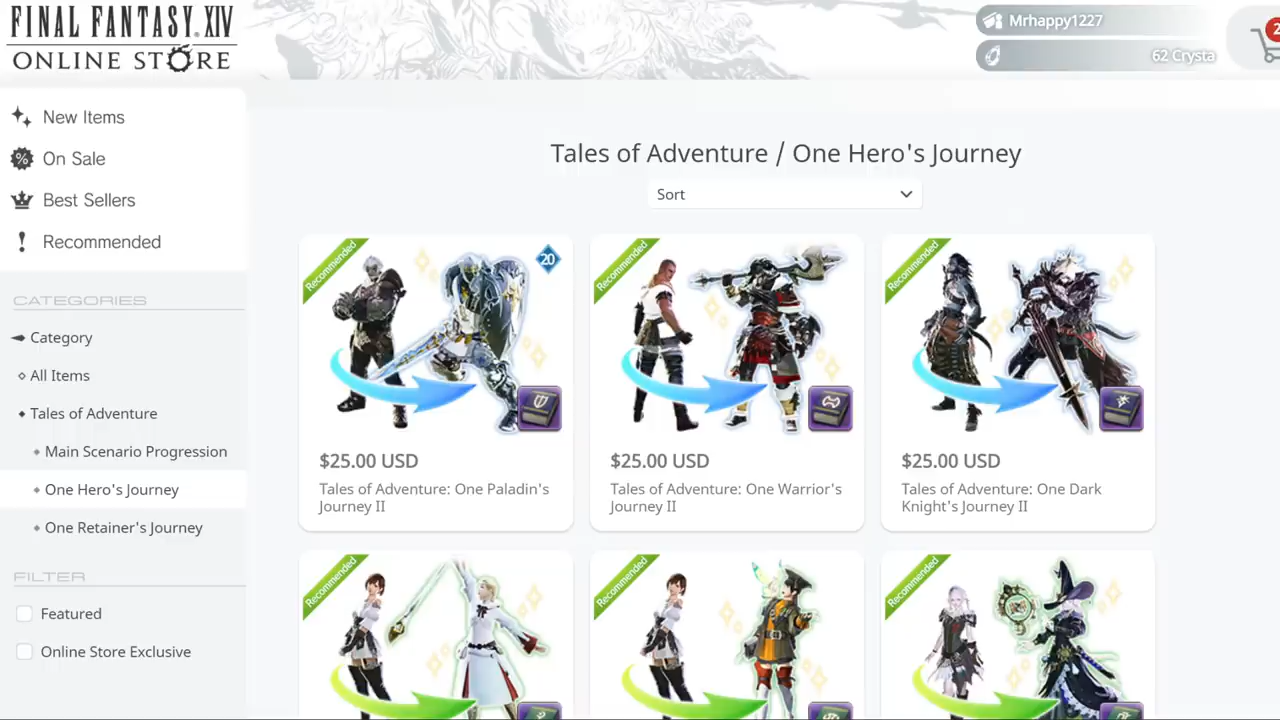 FINAL FANTASY XIV
ONLINE STORE
Mrhappy1227
62 Crysta
2
New Items
On Sale
Best Sellers
Recommended
CATEGORIES
Category
All Items
Tales of Adventure
Main Scenario Progression
One Hero's Journey
One Retainer's Journey
FILTER
Featured
Online Store Exclusive
Tales of Adventure / One Hero's Journey
Sort
Recommended
20
$25.00 USD
Tales of Adventure: One Paladin's
Journey II
Recommended
$25.00 USD
Tales of Adventure: One Warrior's
Journey II
Recommended
$25.00 USD
Tales of Adventure: One Dark
Knight's Journey II
Recommended
Recommended
Recommended